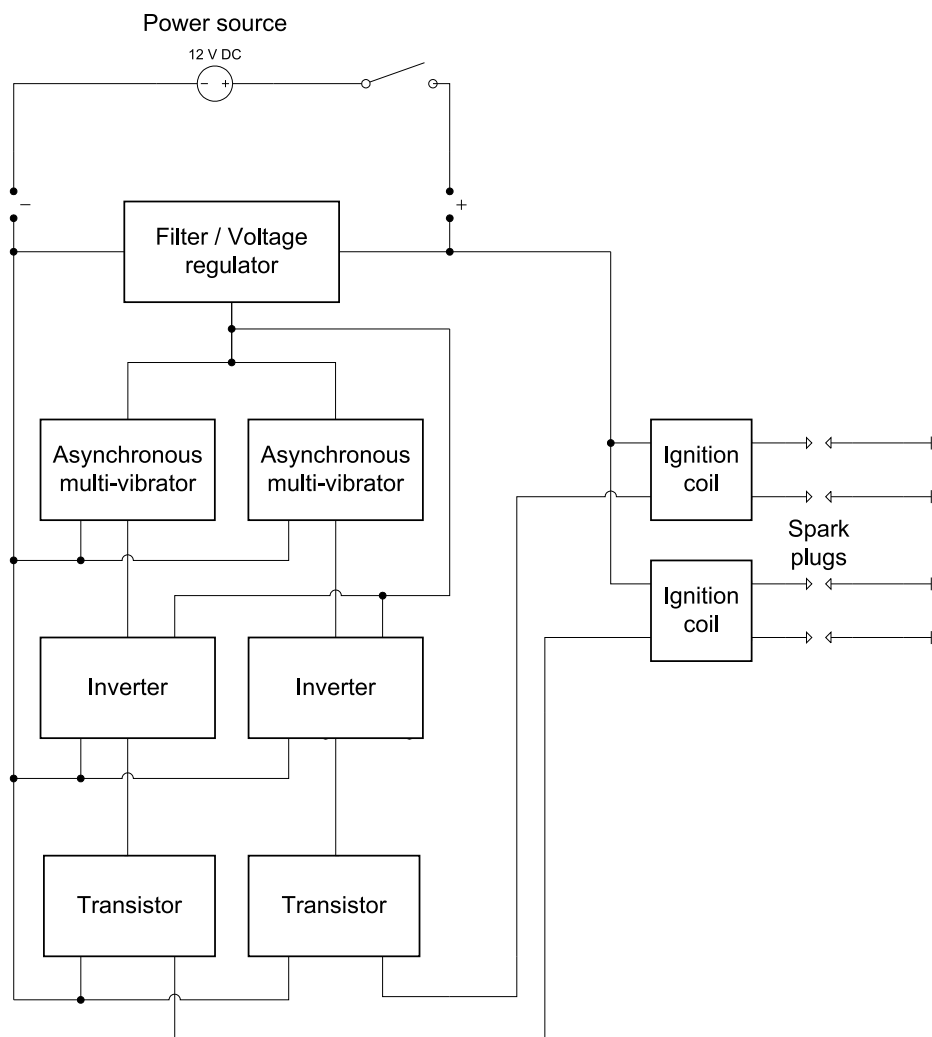 Power source
12 V DC
− +
−
+
Filter / Voltage
regulator
Asynchronous
multi-vibrator
Asynchronous
multi-vibrator
Ignition
coil
Spark
plugs
Ignition
coil
Inverter
Inverter
Transistor
Transistor